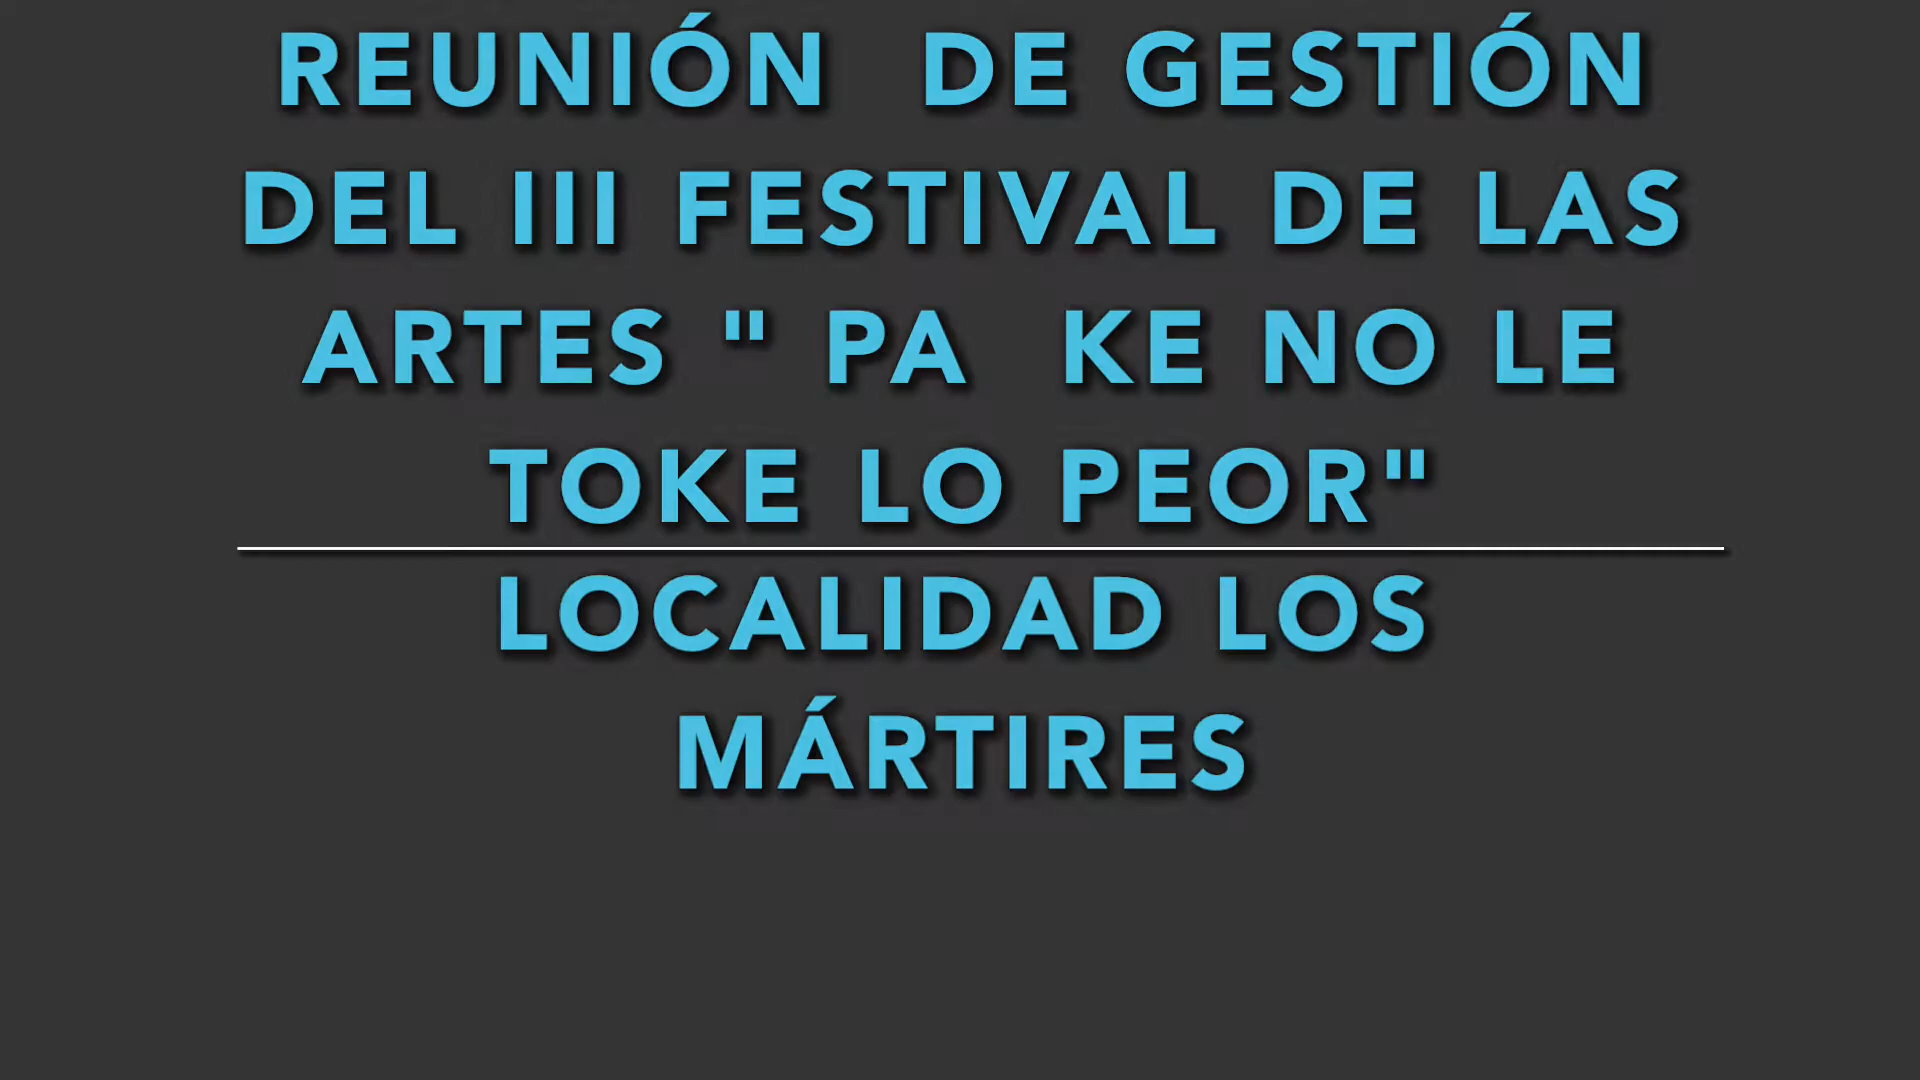 REUNIÓN DE GESTIÓN
DEL III FESTIVAL DE LAS
ARTES " PA KE NO LE
TOKE LO PEOR"
LOCALIDAD LOS
MÁRTIRES